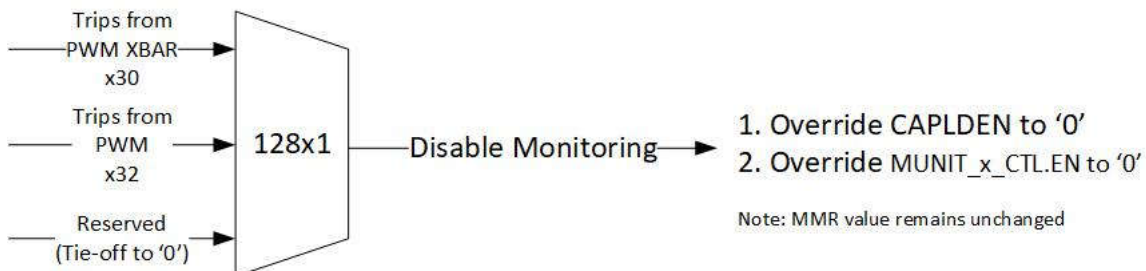 Trips from
PWM XBAR
x30
Trips from
PWM
x32
Reserved
(Tie-off to ‘0’)
128x1
Disable Monitoring
1. Override CAPLDEN to ‘0’
2. Override MUNIT_x_CTL.EN to ‘0’
Note: MMR value remains unchanged